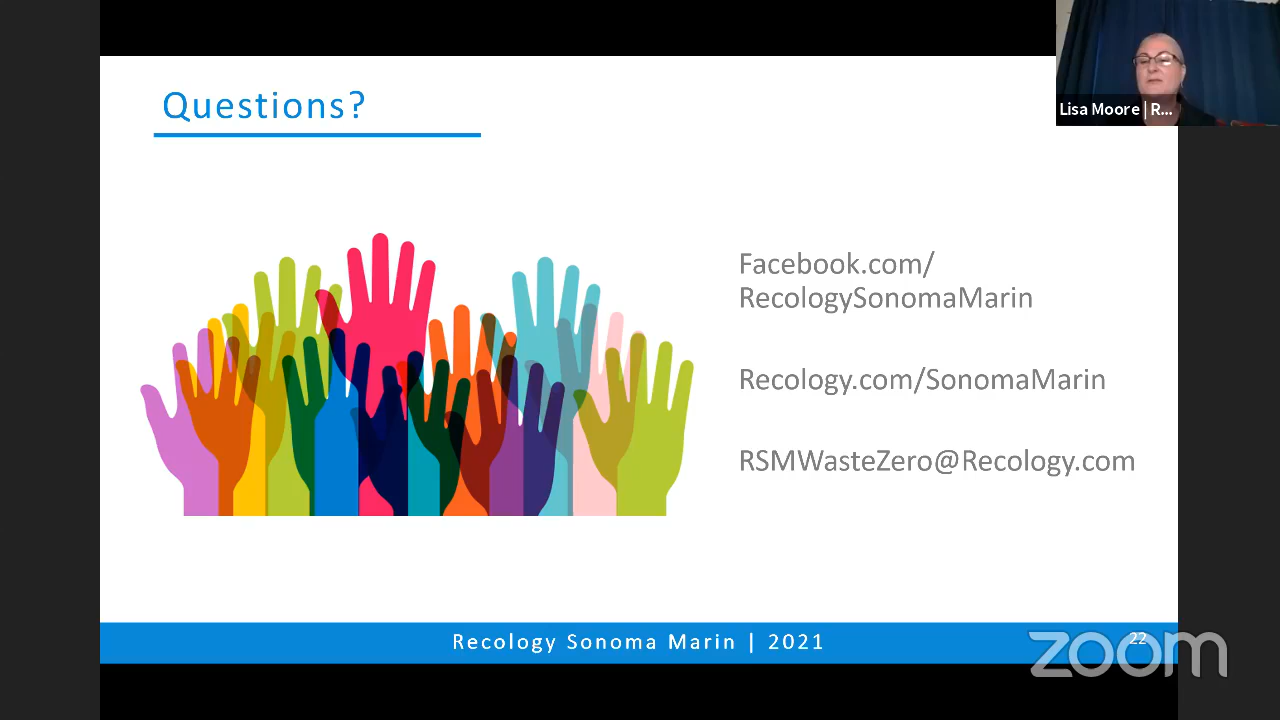 Questions?
Lisa Moore | R...
Facebook.com/
RecologySonomaMarin
Recology.com/SonomaMarin
RSMWasteZero@Recology.com
Recology Sonoma Marin | 2021
22
zoom